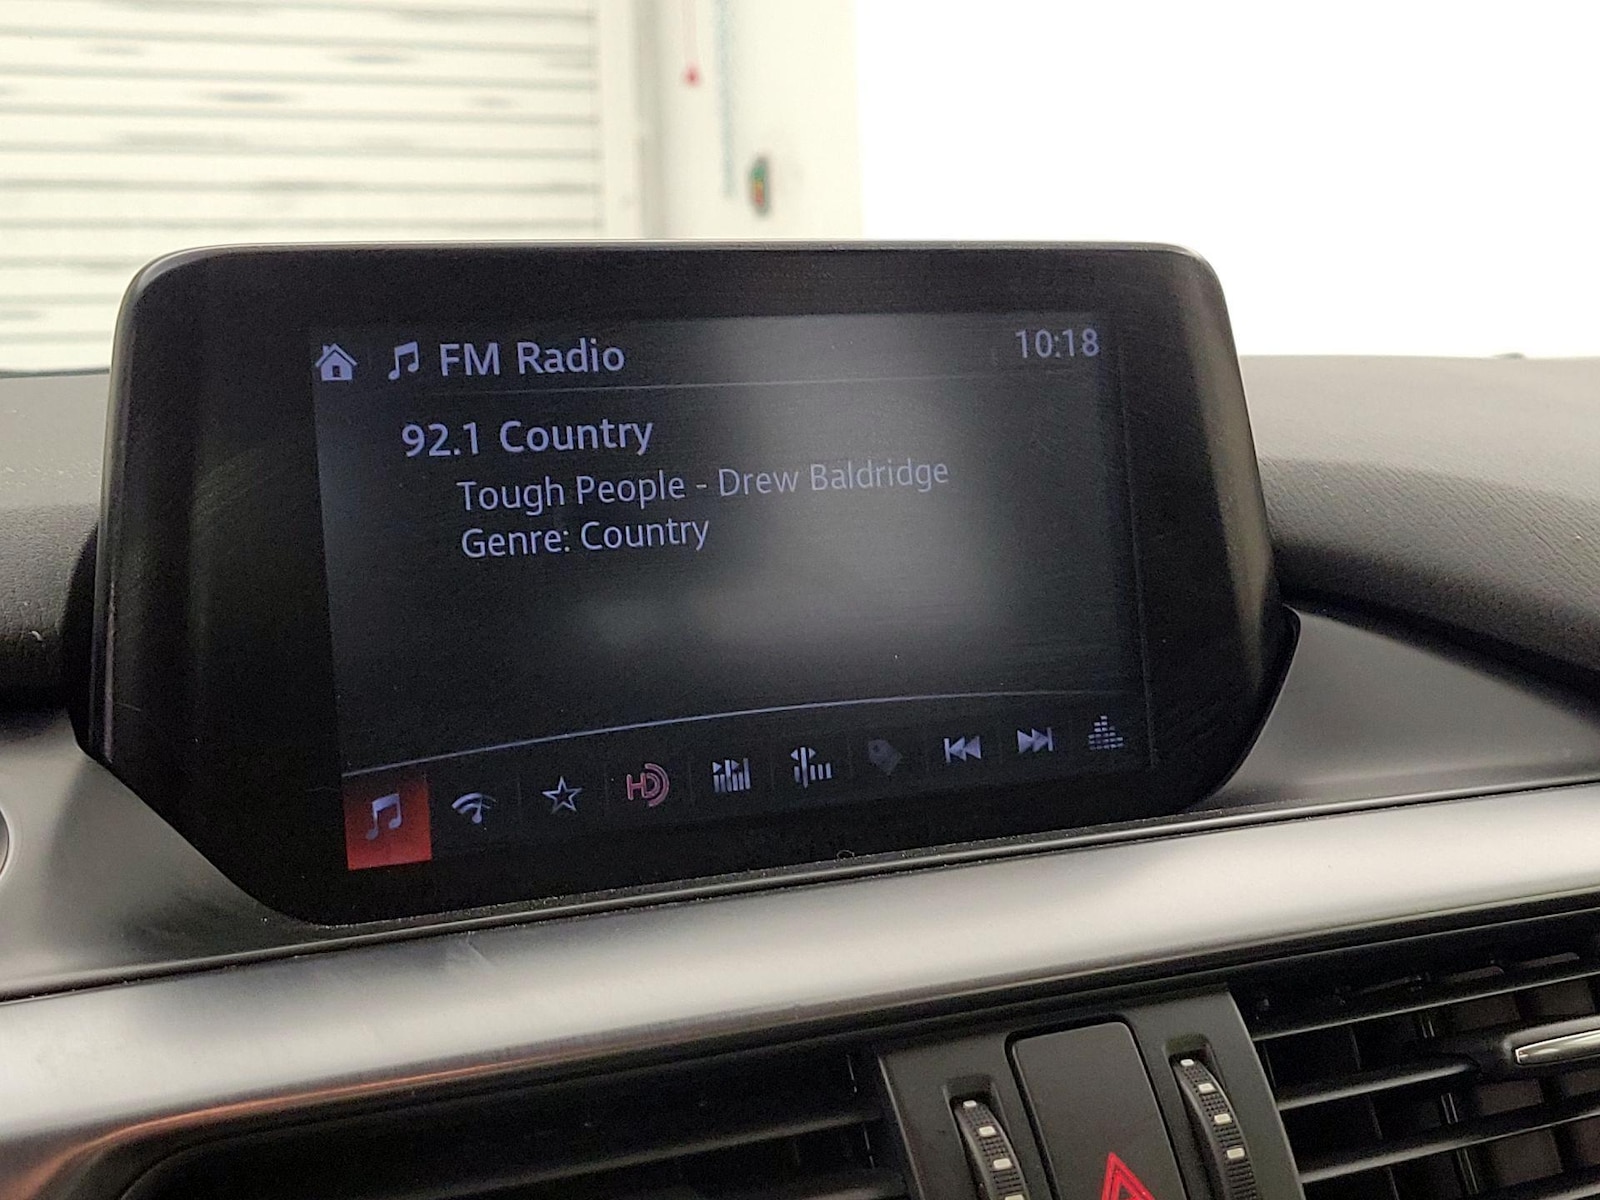 FM Radio
10:18
92.1 Country
Tough People - Drew Baldridge
Genre: Country
HD